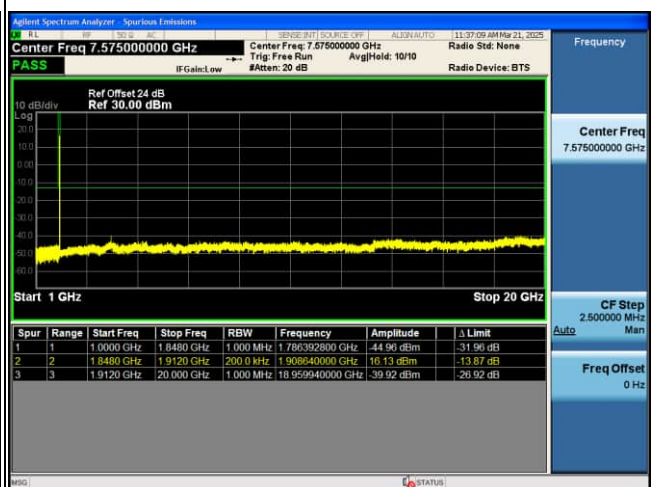 Agilent Spectrum Analyzer - Spurious Emissions
RL RF 50 Ω AC SENSE:INT SOURCE OFF ALIGN AUTO 11:37:09 AM Mar 21, 2025
Center Freq 7.575000000 GHz
Center Freq: 7.575000000 GHz
Radio Std: None
Trig: Free Run
Avg|Hold: 10/10
PASS
IFGain:Low
#Atten: 20 dB
Radio Device: BTS
Ref Offset 24 dB
10 dB/div Ref 30.00 dBm
Log
20.0
10.0
0.00
-10.0
-20.0
-30.0
-40.0
-50.0
-60.0
Start 1 GHz Stop 20 GHz
Spur Range Start Freq Stop Freq RBW Frequency Amplitude Δ Limit
1 1 1.0000 GHz 1.8480 GHz 1.000 MHz 1.786392800 GHz -44.96 dBm -31.96 dB
2 2 1.8480 GHz 1.9120 GHz 200.0 kHz 1.908640000 GHz 16.13 dBm -13.87 dB
3 3 1.9120 GHz 20.000 GHz 1.000 MHz 18.959940000 GHz -39.92 dBm -26.92 dB
Frequency
Center Freq
7.575000000 GHz
CF Step
2.500000 MHz
Auto Man
Freq Offset
0 Hz
MSG STATUS